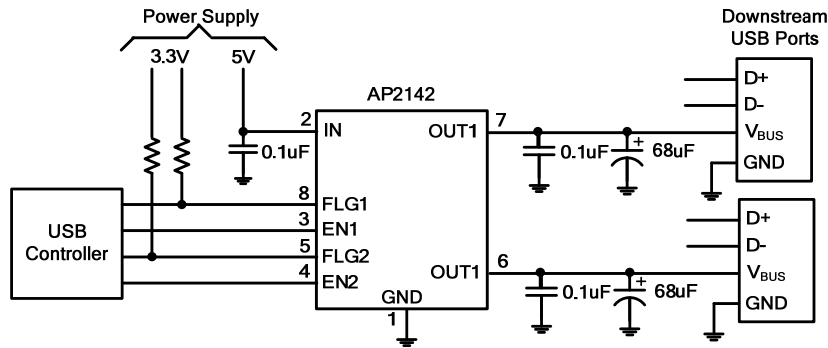 Power Supply
3.3V
5V
Downstream
USB Ports
AP2142
D+
D-
VBUS
GND
2
IN
OUT1
7
0.1uF
0.1uF
+
68uF
USB
Controller
8
FLG1
3
EN1
5
FLG2
4
EN2
OUT1
6
GND
1
0.1uF
+
68uF
D+
D-
VBUS
GND